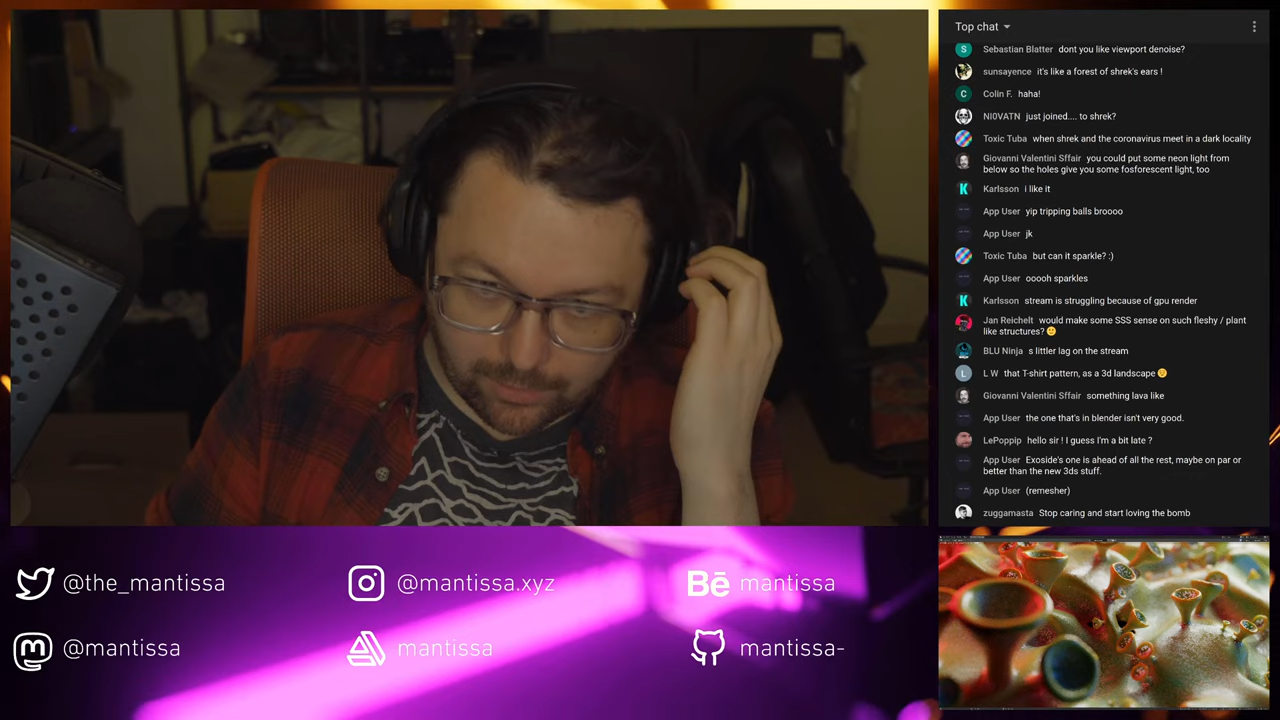 Top chat
Sebastian Blatter dont you like viewport denoise?
sunsayence it's like a forest of shrek's ears !
Colin F. haha!
NI0VATN just joined.... to shrek?
Toxic Tuba when shrek and the coronavirus meet in a dark locality
Giovanni Valentini Sffair you could put some neon light from
below so the holes give you some fosforescent light, too
Karlsson i like it
App User yip tripping balls broooo
App User jk
Toxic Tuba but can it sparkle? :)
App User ooooh sparkles
Karlsson stream is struggling because of gpu render
Jan Reichelt would make some SSS sense on such fleshy / plant
like structures? 🙂
BLU Ninja s littler lag on the stream
L W that T-shirt pattern, as a 3d landscape
Giovanni Valentini Sffair something lava like
App User the one that's in blender isn't very good.
LePoppip hello sir ! I guess I'm a bit late ?
App User Exoside's one is ahead of all the rest, maybe on par or
better than the new 3ds stuff.
App User (remesher)
zuggamasta Stop caring and start loving the bomb
@the_mantissa
@mantissa.xyz
Bē mantissa
@mantissa
mantissa
mantissa-